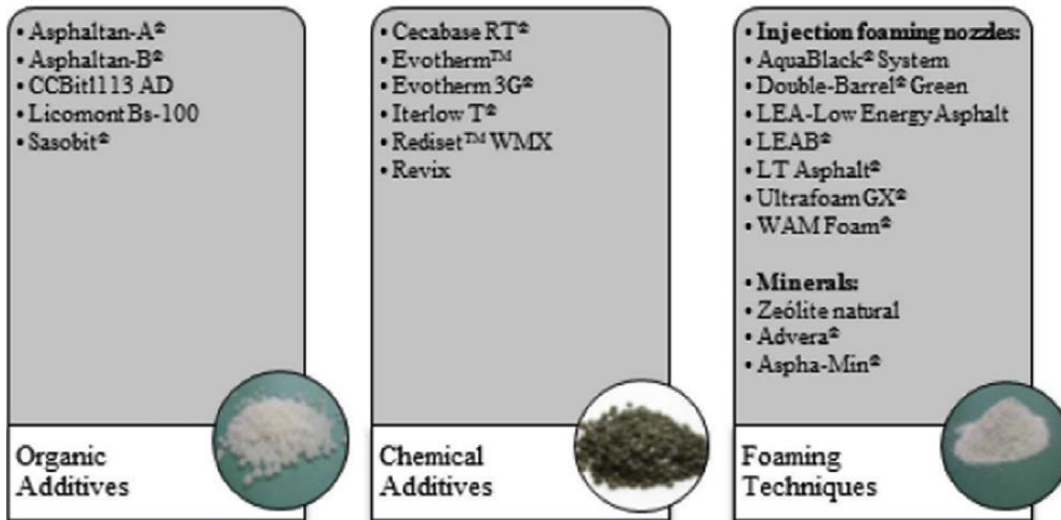 • Asphaltan-A®
• Asphaltan-B®
• CCBit1113 AD
• Licomont Bs-100
• Sasobit®
Organic
Additives
• Cecabase RT®
• Evotherm™
• Evotherm 3G®
• Iterlow T®
• Rediset™ WMX
• Revix
Chemical
Additives
• Injection foaming nozzles:
• AquaBlack® System
• Double-Barrel® Green
• LEA-Low Energy Asphalt
• LEAB®
• LT Asphalt®
• Ultrafoam GX®
• WAM Foam®
• Minerals:
• Zeólite natural
• Advera®
• Aspha-Min®
Foaming
Techniques